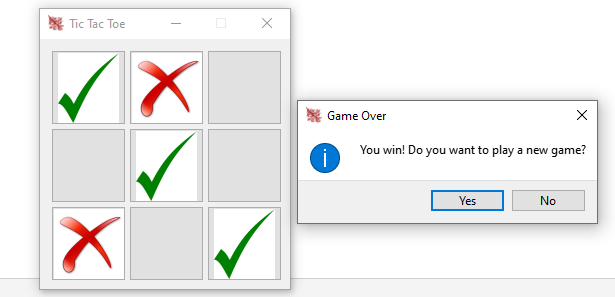 Tic Tac Toe
Game Over
You win! Do you want to play a new game?
Yes
No